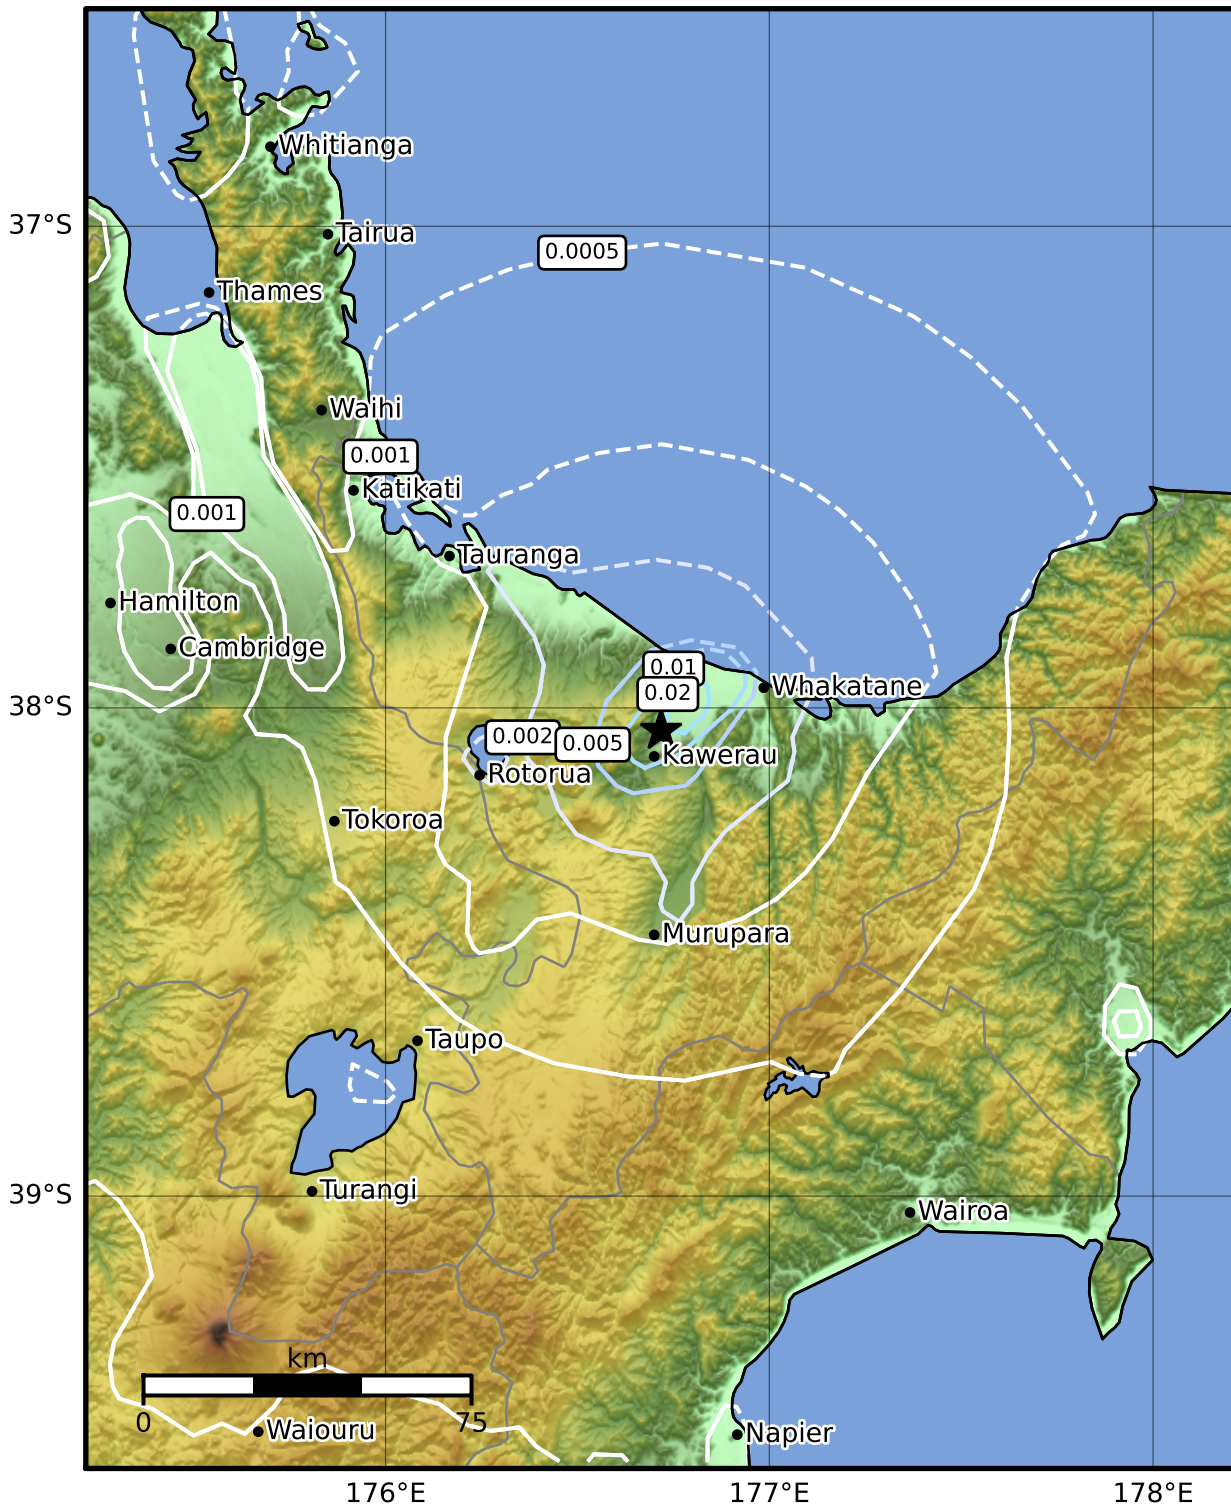 Whitianga
37°S
Tairua
0.0005
Thames
Waihi
0.001
Katikati
0.001
Tauranga
Hamilton
Cambridge
0.01
Whakatane
0.02
38°S
0.002
0.005
Kawerau
Rotorua
Tokoroa
Murupara
Taupo
Turangi
39°S
Wairoa
km
0
75
Waiouru
Napier
176°E
177°E
178°E